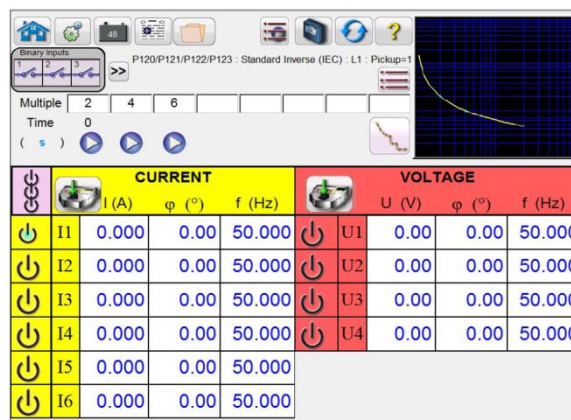 48
?
Binary Inputs
1 2 3
>>
P120/P121/P122/P123 : Standard Inverse (IEC) : L1 : Pickup=1
Multiple 2 4 6
Time 0
( s )
CURRENT VOLTAGE
I (A) φ (°) f (Hz) U (V) φ (°) f (Hz)
I1 0.000 0.00 50.000 U1 0.00 0.00 50.000
I2 0.000 0.00 50.000 U2 0.00 0.00 50.000
I3 0.000 0.00 50.000 U3 0.00 0.00 50.000
I4 0.000 0.00 50.000 U4 0.00 0.00 50.000
I5 0.000 0.00 50.000
I6 0.000 0.00 50.000